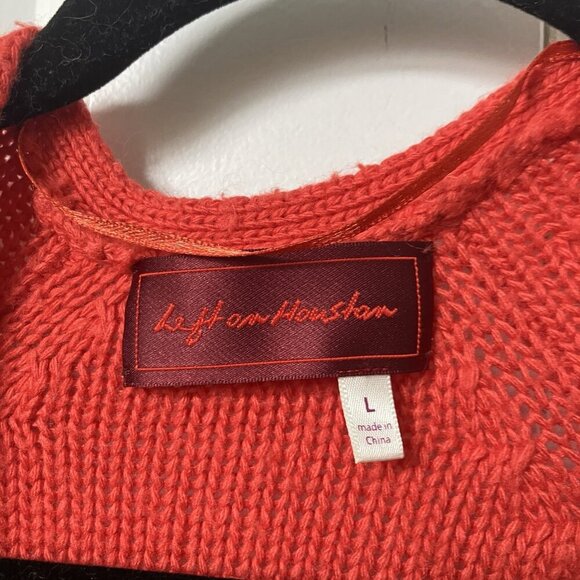 Left on Houston
L
made in
China